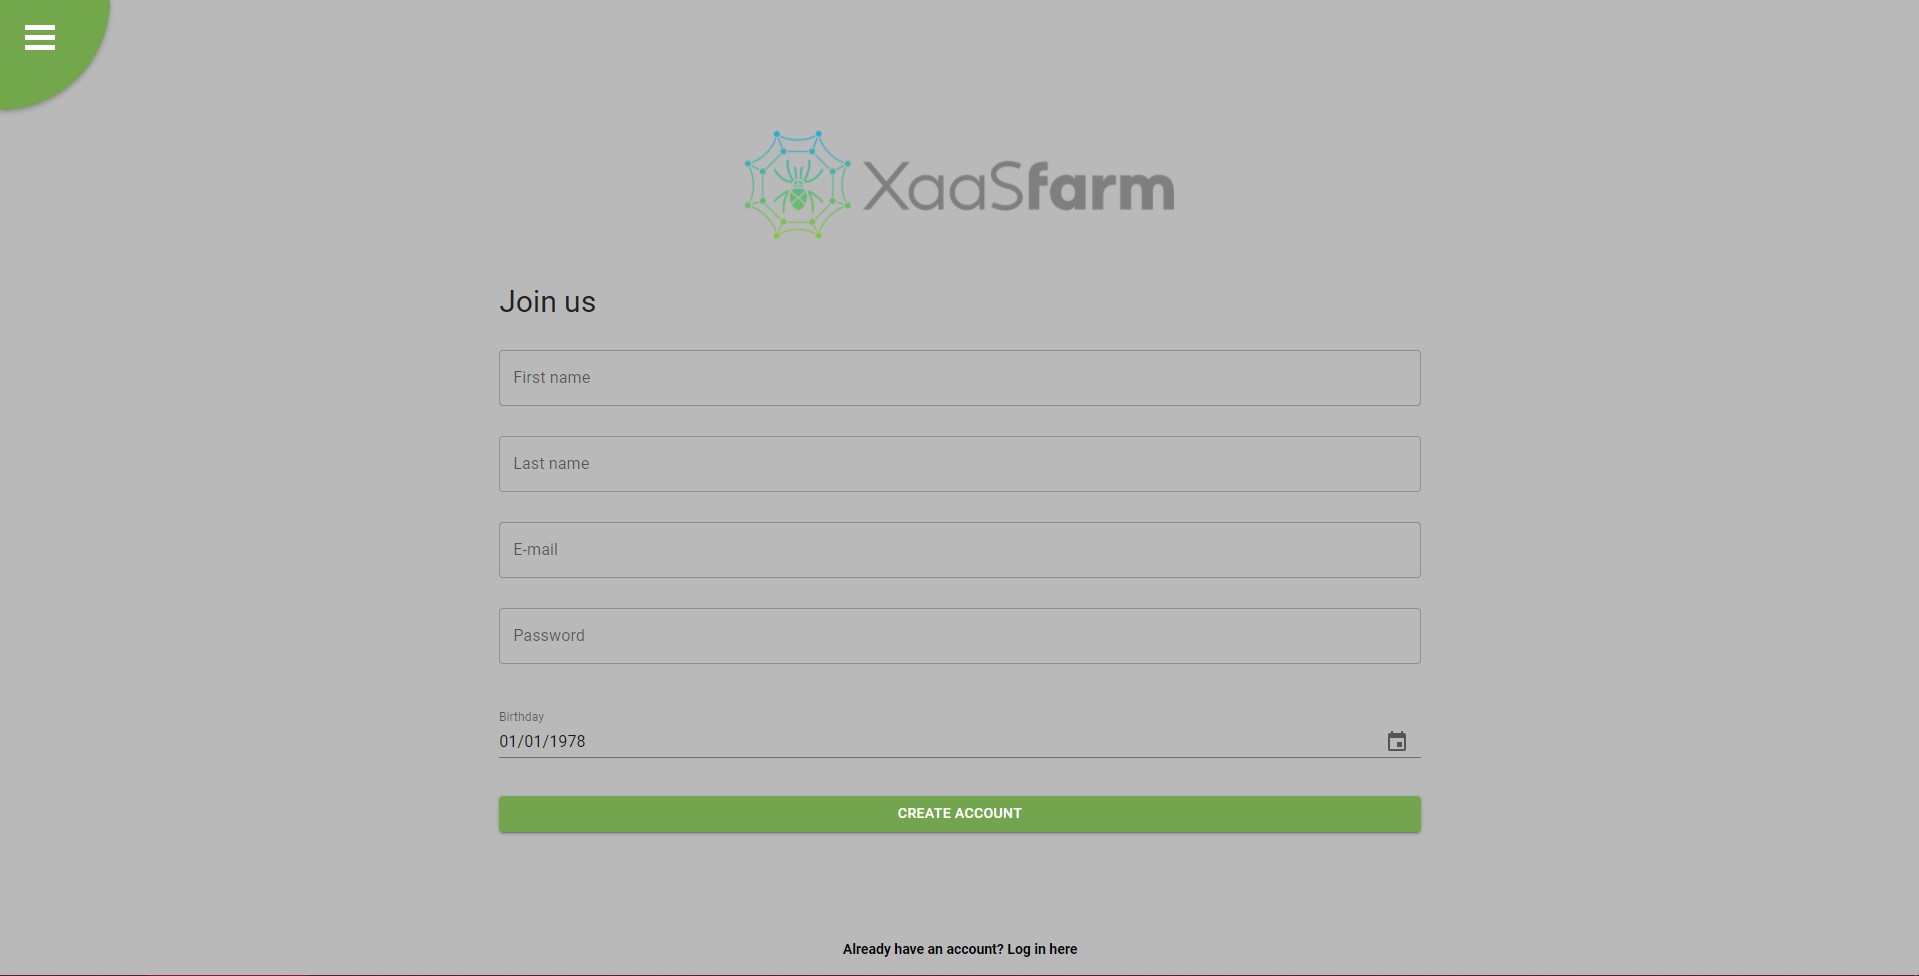 XaaSfarm
Join us
First name
Last name
E-mail
Password
Birthday
01/01/1978
CREATE ACCOUNT
Already have an account? Log in here